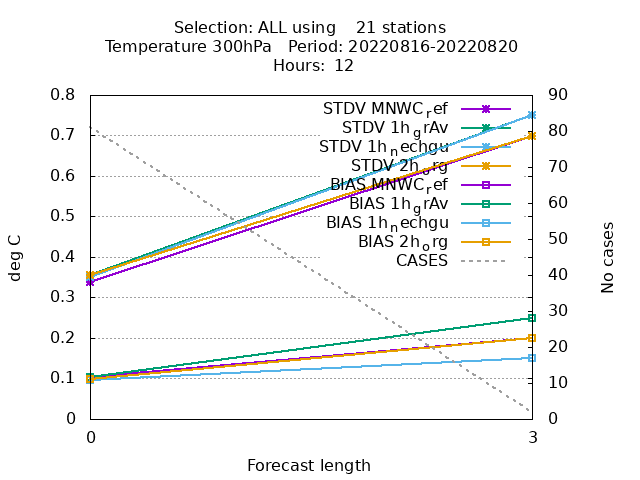 Selection: ALL using 21 stations
Temperature 300hPa Period: 20220816-20220820
Hours: 12
0.8
0.7
0.6
0.5
0.4
0.3
0.2
0.1
0
90
80
70
60
50
40
30
20
10
0
deg C
No cases
STDV MNWC_ref
STDV 1h_grAv
STDV 1h_nechgu
STDV 2h_org
BIAS MNWC_ref
BIAS 1h_grAv
BIAS 1h_nechgu
BIAS 2h_org
CASES
0
3
Forecast length